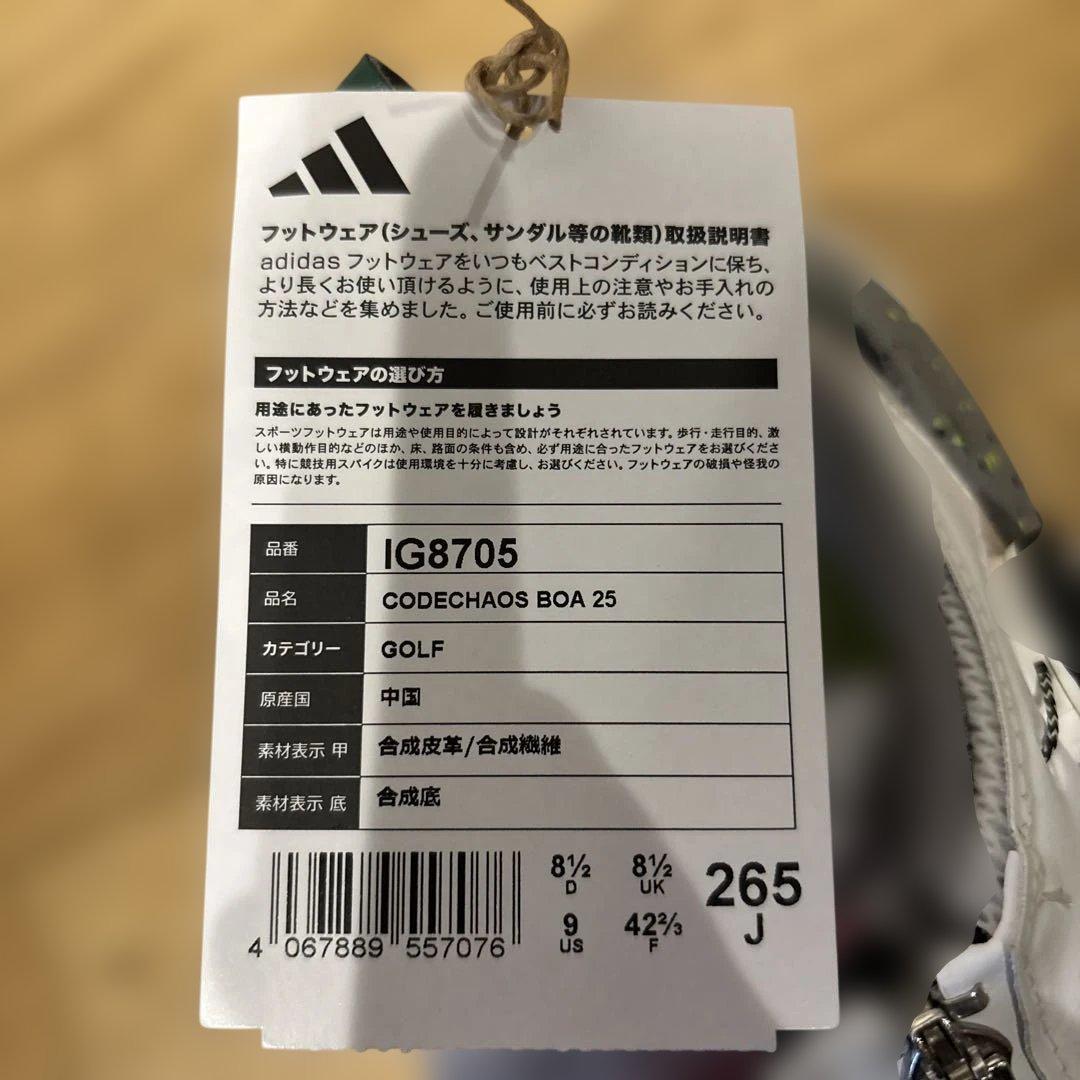 フットウェア(シューズ、サンダル等の靴類)取扱説明書
adidas フットウェアをいつもベストコンディションに保ち、
より長くお使い頂けるように、使用上の注意やお手入れの
方法などを集めました。ご使用前に必ずお読みください。
フットウェアの選び方
用途にあったフットウェアを履きましょう
スポーツフットウェアは用途や使用目的によって設計がそれぞれされています。歩行・走行目的、激
しい横動作目的などのほか、床、路面の条件も含め、必ず用途に合ったフットウェアをお選びくださ
い。特に競技用スパイクは使用環境を十分に考慮し、お選びください。フットウェアの破損や怪我の
原因になります。
品番 IG8705
品名 CODECHAOS BOA 25
カテゴリー GOLF
原産国 中国
素材表示 甲 合成皮革/合成繊維
素材表示 底 合成底
8½ 8½ 265
D UK J
9 42⅔
US F
4 067889 557076